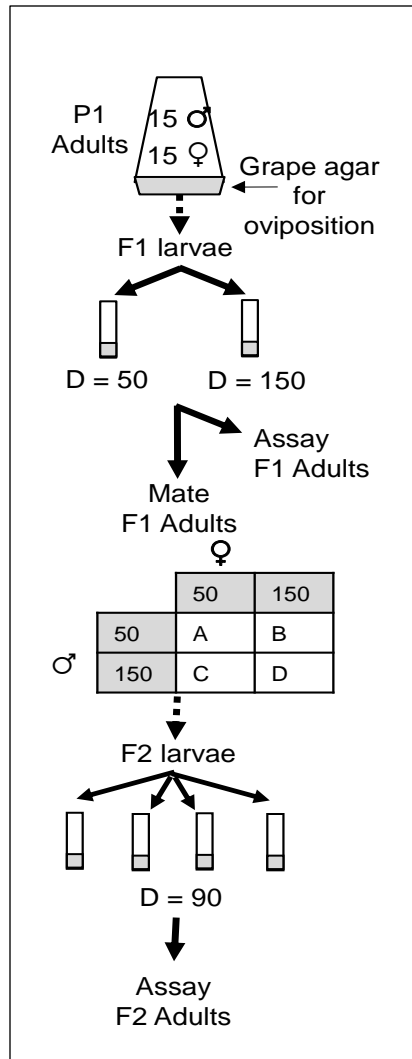 P1
Adults
15 ♂
15 ♀
Grape agar
for
oviposition
F1 larvae
D = 50
D = 150
Assay
F1 Adults
Mate
F1 Adults
♀
50 150
♂
50 A B
150 C D
F2 larvae
D = 90
Assay
F2 Adults